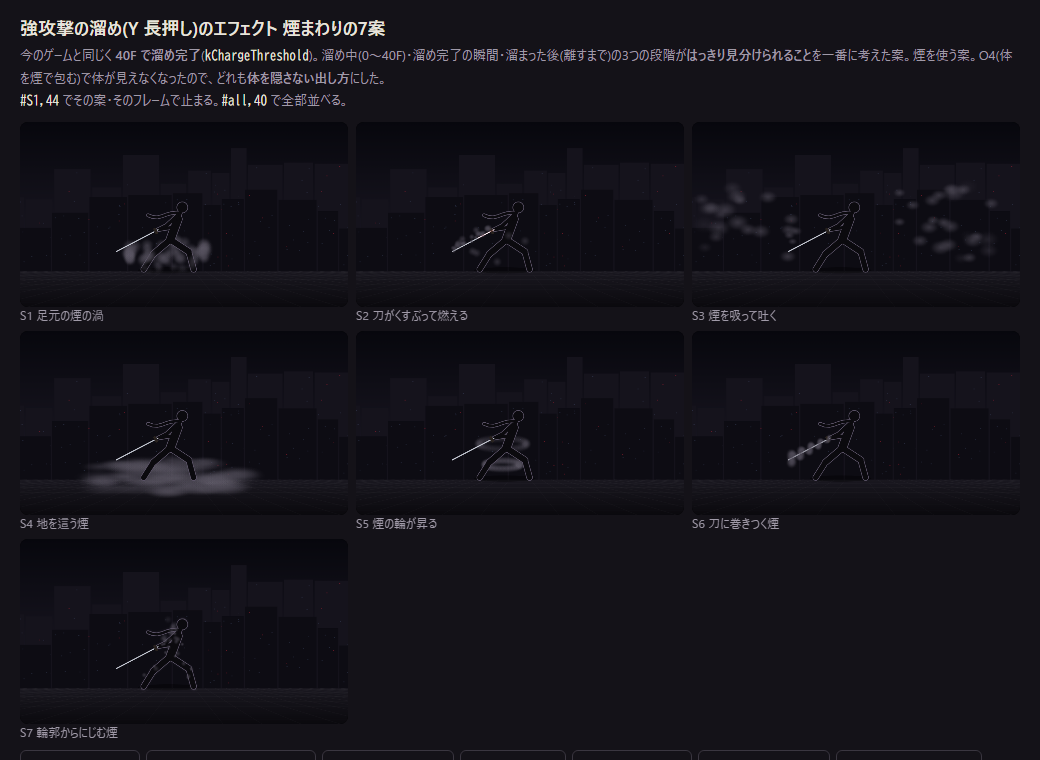 強攻撃の溜め(Y 長押し)のエフェクト 煙まわりの7案
今のゲームと同じく 40F で溜め完了(kChargeThreshold)。溜め中(0〜40F)・溜め完了の瞬間・溜まった後(離すまで)の3つの段階がはっきり見分けられることを一番に考えた案。煙を使う案。O4(体
を煙で包む)で体が見えなくなったので、どれも体を隠さない出し方にした。
#S1,44 でその案・そのフレームで止まる。#all,40 で全部並べる。
S1 足元の煙の渦
S2 刀がくすぶって燃える
S3 煙を吸って吐く
S4 地を這う煙
S5 煙の輪が昇る
S6 刀に巻きつく煙
S7 輪郭からにじむ煙